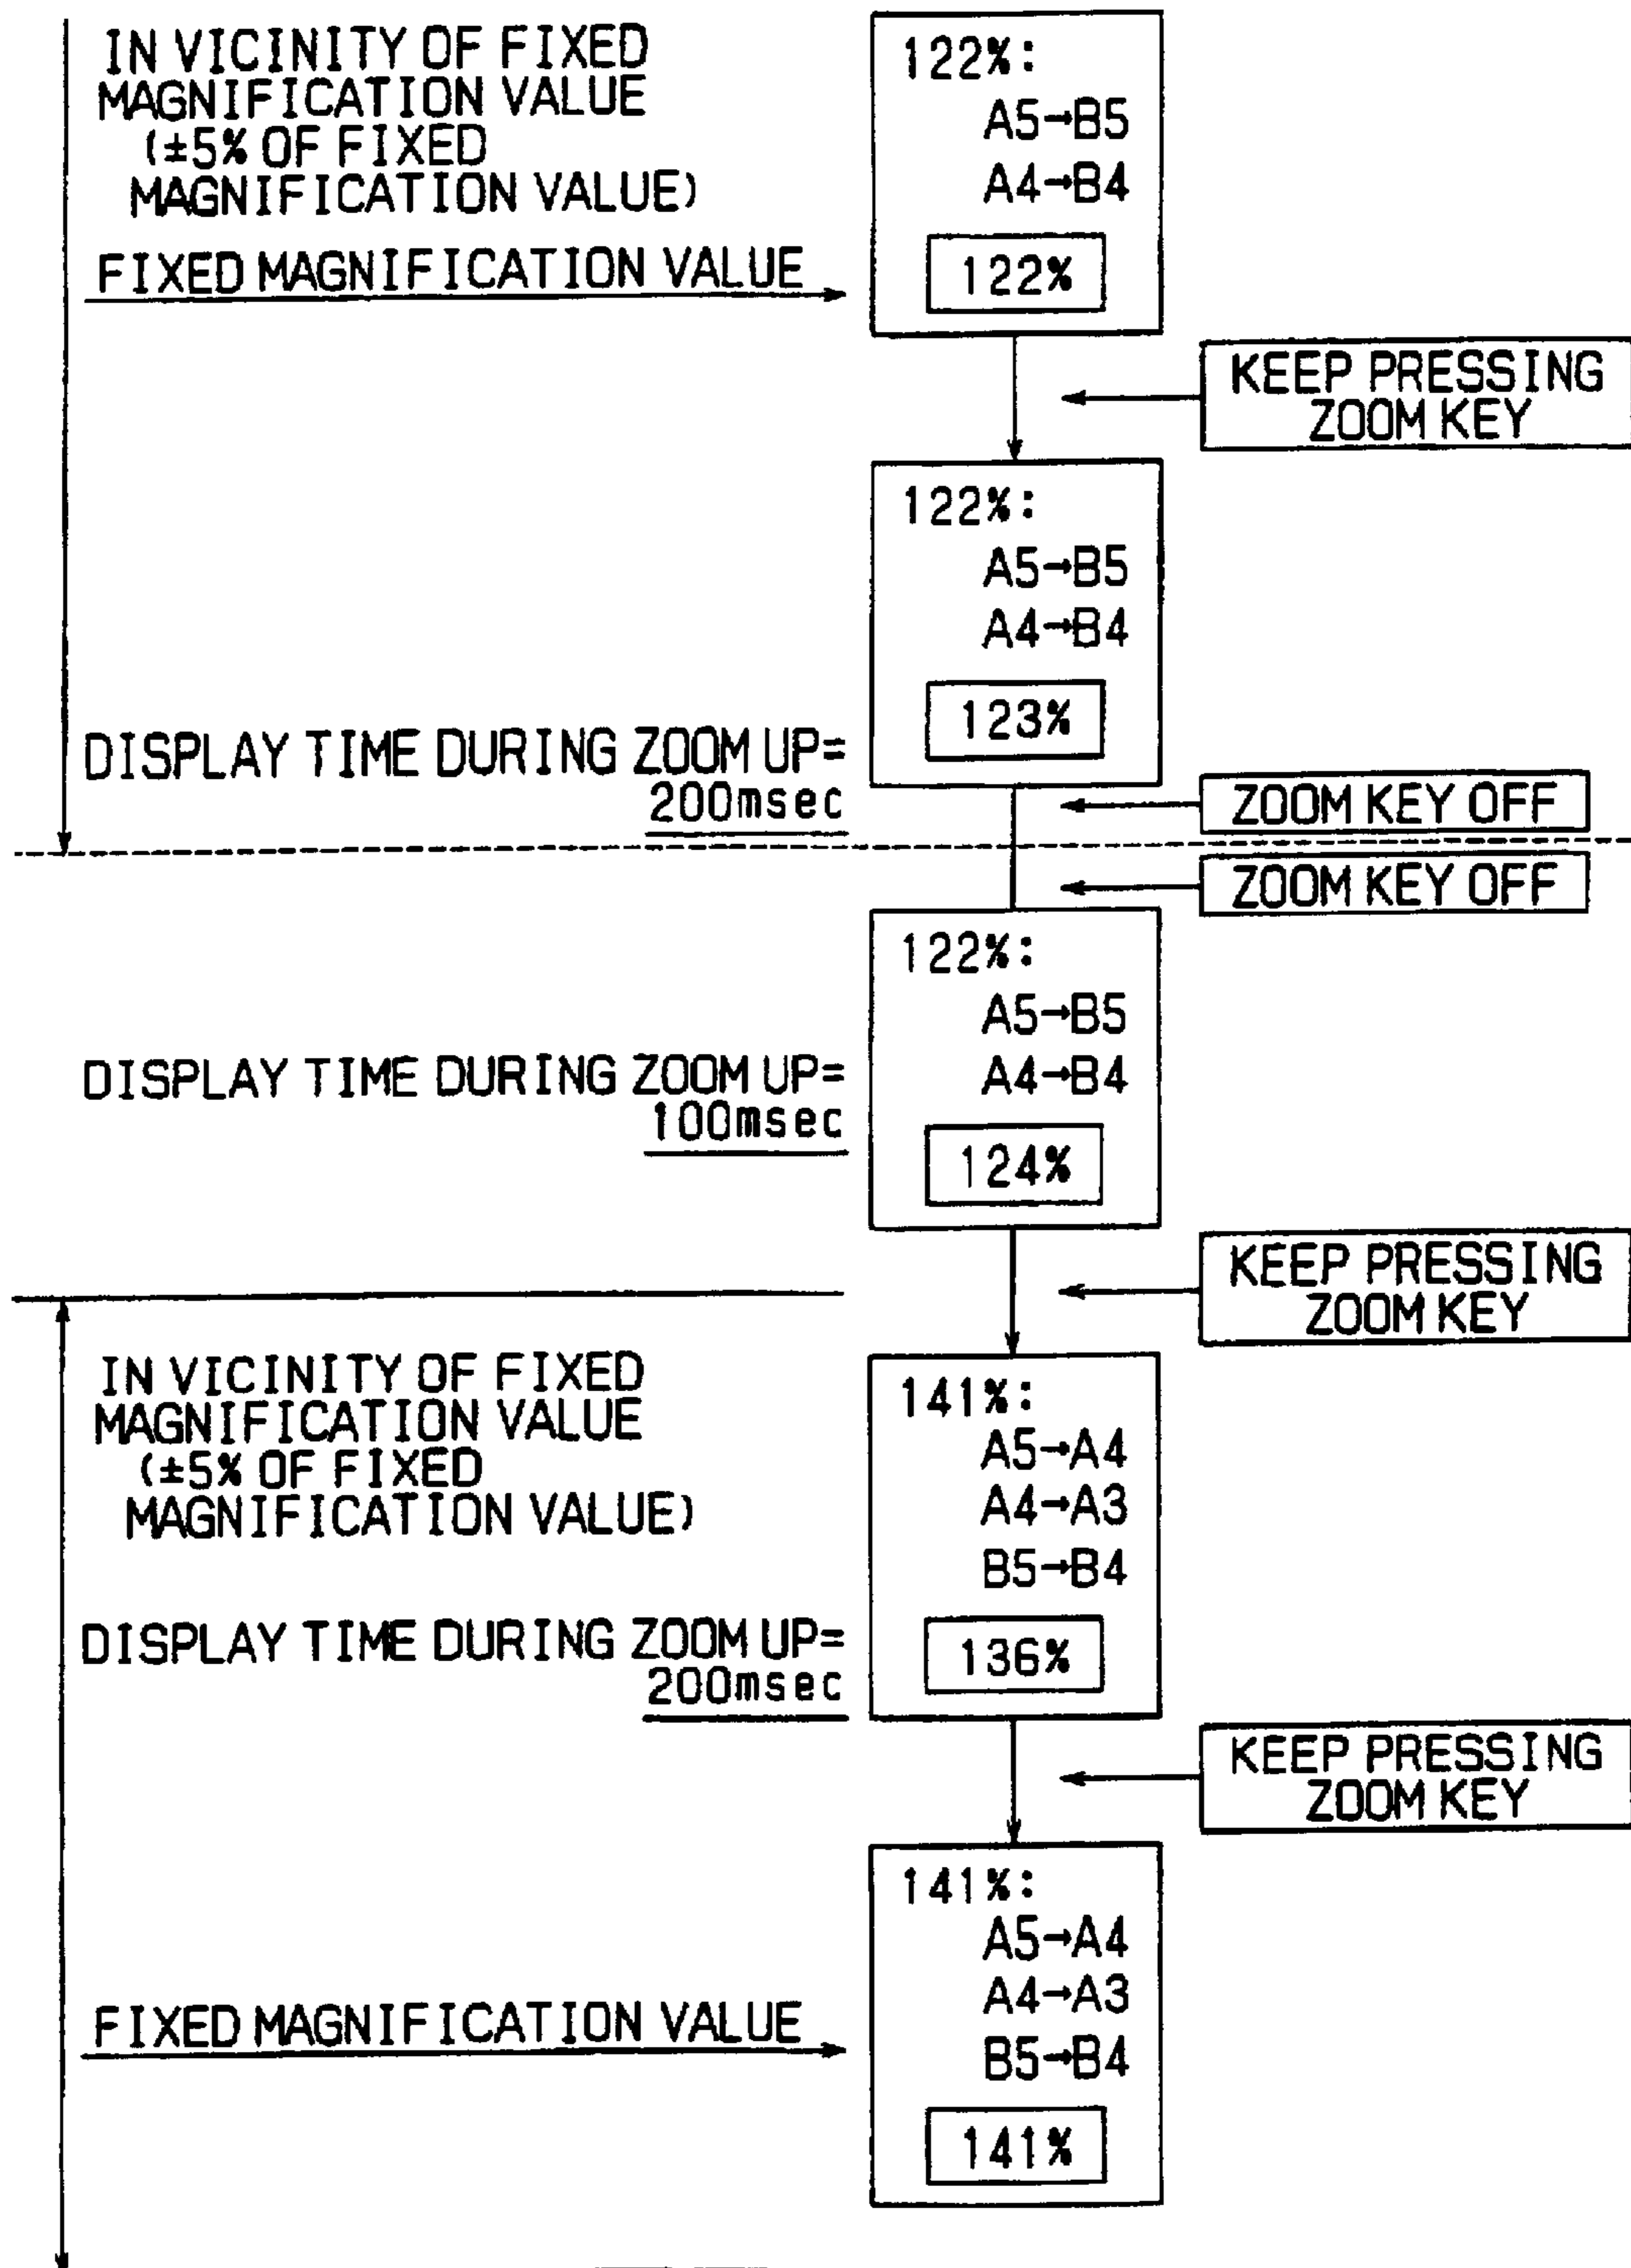 IN VICINITY OF FIXED
MAGNIFICATION VALUE
(±5% OF FIXED
MAGNIFICATION VALUE)
FIXED MAGNIFICATION VALUE
122%:
A5→B5
A4→B4
122%
KEEP PRESSING
ZOOM KEY
122%:
A5→B5
A4→B4
123%
DISPLAY TIME DURING ZOOM UP=
200msec
ZOOM KEY OFF
ZOOM KEY OFF
122%:
A5→B5
A4→B4
124%
DISPLAY TIME DURING ZOOM UP=
100msec
KEEP PRESSING
ZOOM KEY
IN VICINITY OF FIXED
MAGNIFICATION VALUE
(±5% OF FIXED
MAGNIFICATION VALUE)
141%:
A5→A4
A4→A3
B5→B4
136%
DISPLAY TIME DURING ZOOM UP=
200msec
KEEP PRESSING
ZOOM KEY
141%:
A5→A4
A4→A3
B5→B4
141%
FIXED MAGNIFICATION VALUE